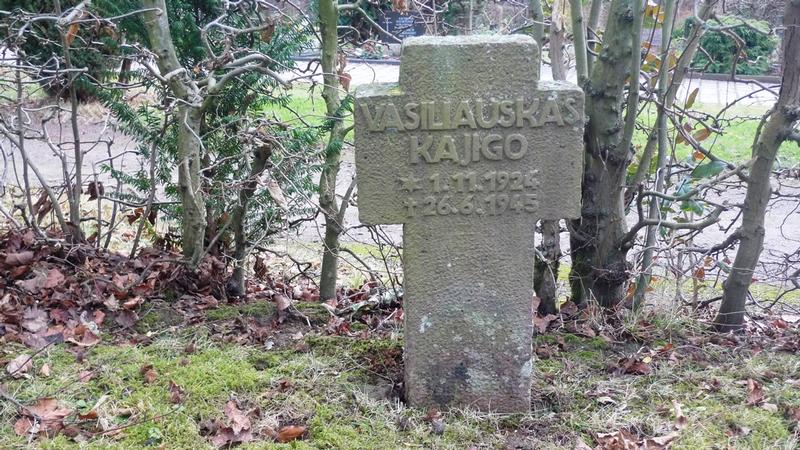 VASILIAUSKAS
KAJIGO
* 1.11.1924
† 26.6.1945